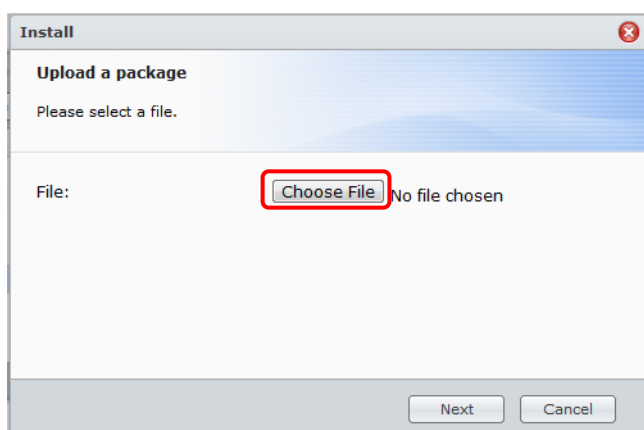 Install
Upload a package
Please select a file.
File: Choose File No file chosen
Next Cancel